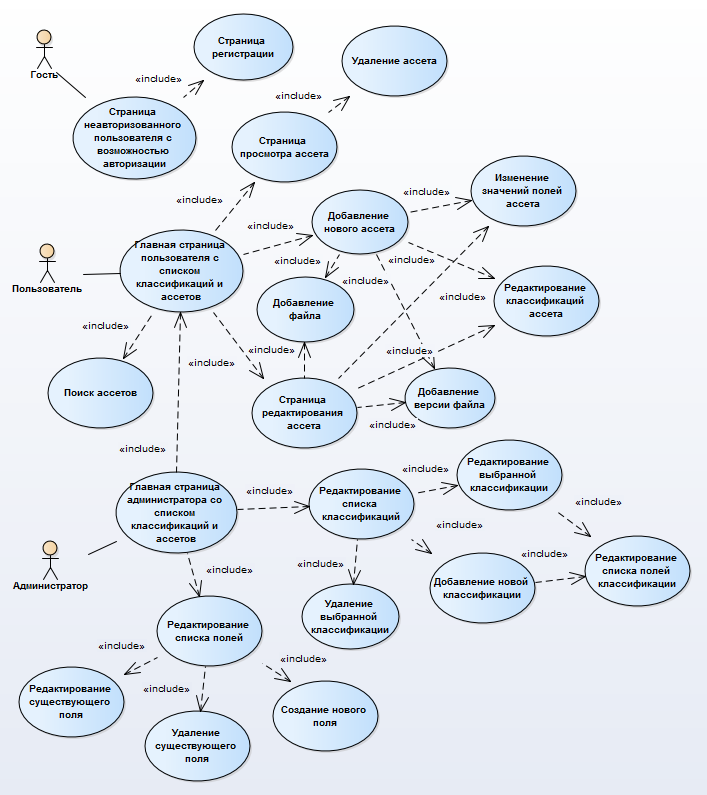 Страница
регистрации
Гость
«include»
Удаление ассета
Страница
неавторизованного
пользователя с
возможностью
авторизации
«include»
Страница
просмотра ассета
«include»
Изменение
значений полей
ассета
«include»
Добавление
нового ассета
«include»
Главная страница
пользователя с
списком
классификаций и
ассетов
Пользователь
«include»
«include»
Редактирование
классификаций
ассета
«include»
Добавление
файла
«include»
«include»
«include»
«include»
«include»
Поиск ассетов
Страница
редактирования
ассета
Добавление
версии файла
«include»
«include»
Главная страница
администратора со
списком
классификаций и
ассетов
Администратор
«include»
Редактирование
списка
классификаций
«include»
Редактирование
выбранной
классификации
«include»
«include»
Добавление новой
классификации
«include»
Редактирование
списка полей
классификации
«include»
Удаление
выбранной
классификации
«include»
Редактирование
списка полей
«include»
«include»
«include»
Редактирование
существующего
поля
Удаление
существующего
поля
Создание нового
поля